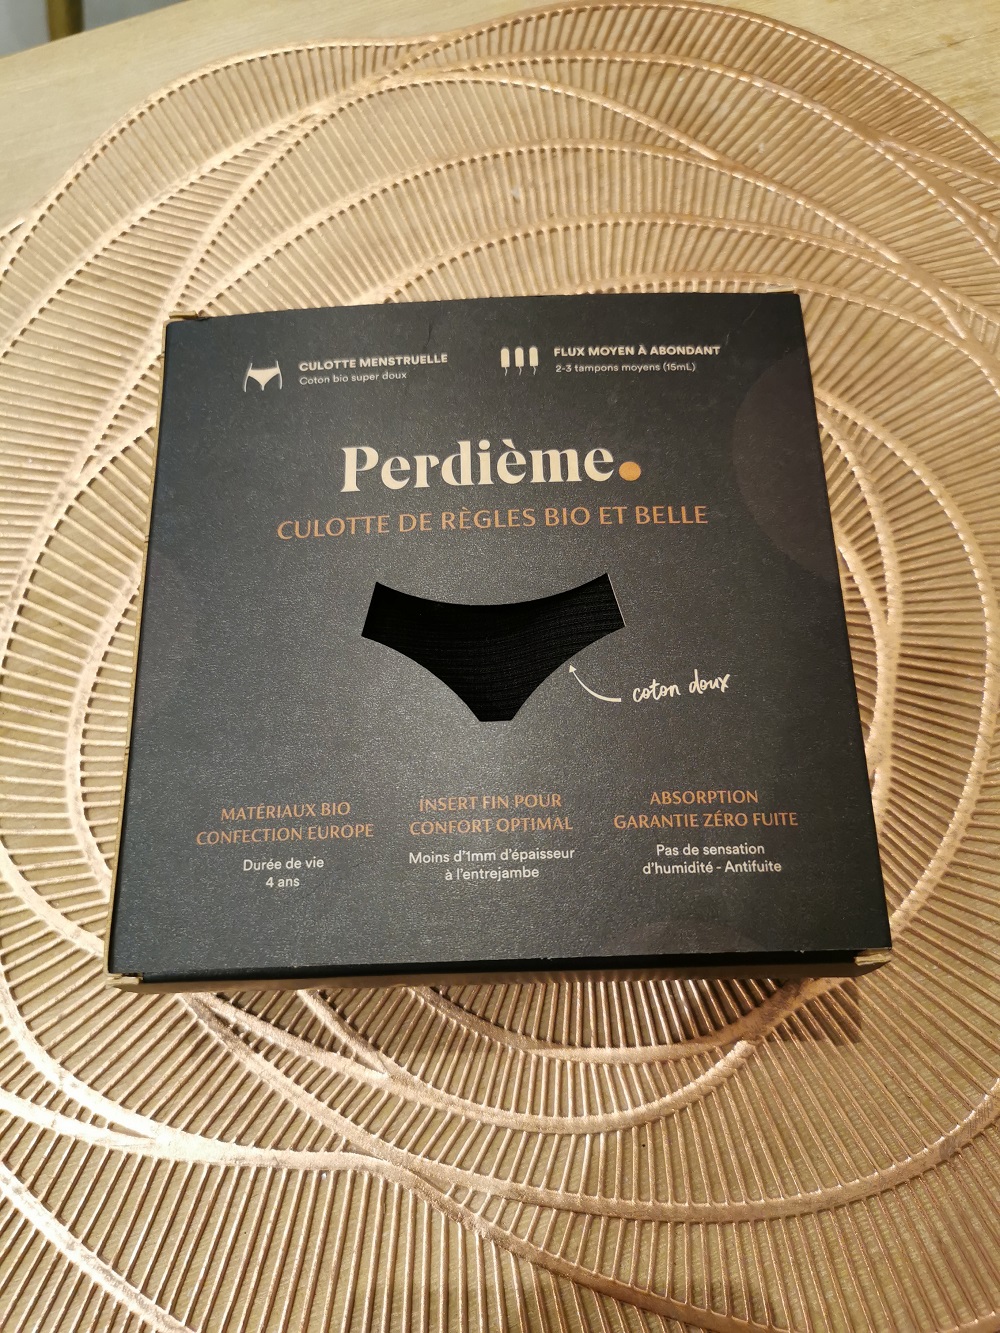 CULOTTE MENSTRUELLE
Coton bio super doux
FLUX MOYEN À ABONDANT
2-3 tampons moyens (15mL)
Perdième.
CULOTTE DE RÈGLES BIO ET BELLE
coton doux
MATÉRIAUX BIO
CONFECTION EUROPE
Durée de vie
4 ans
INSERT FIN POUR
CONFORT OPTIMAL
Moins d'1mm d'épaisseur
à l'entrejambe
ABSORPTION
GARANTIE ZÉRO FUITE
Pas de sensation
d'humidité - Antifuite